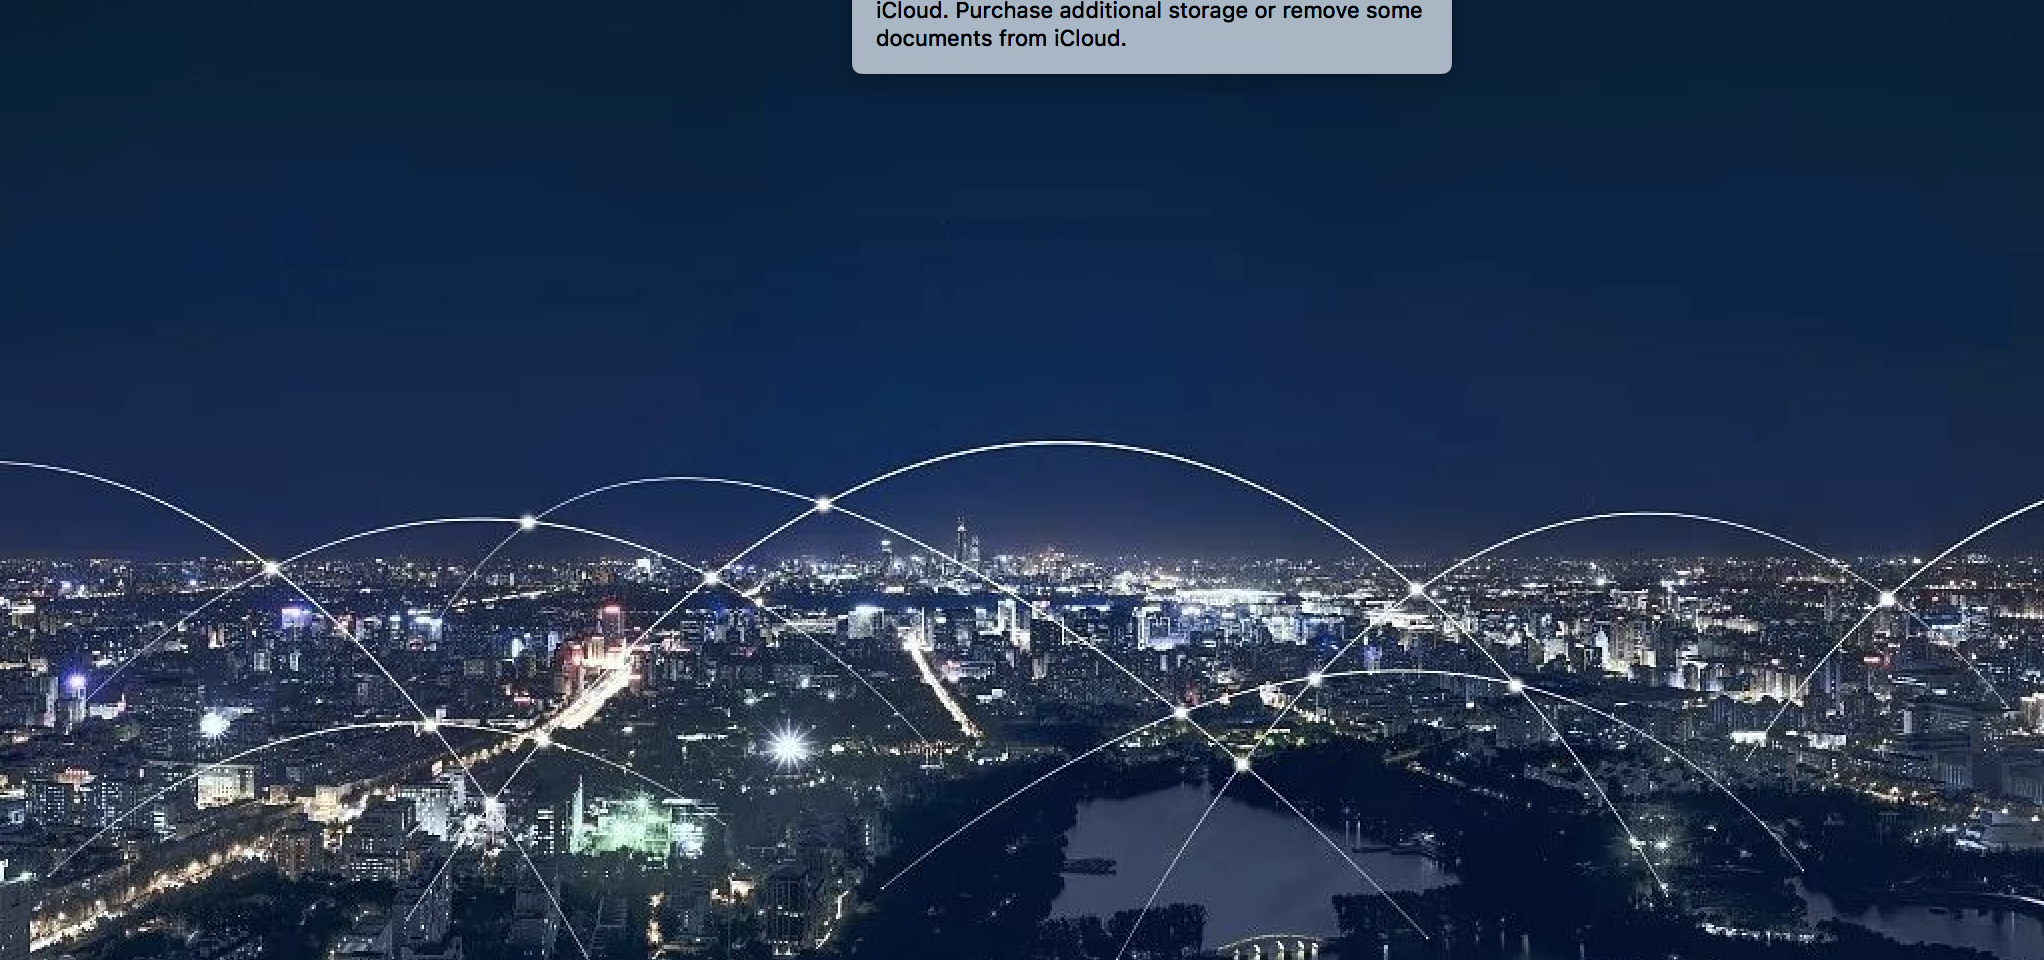 iCloud. Purchase additional storage or remove some
documents from iCloud.